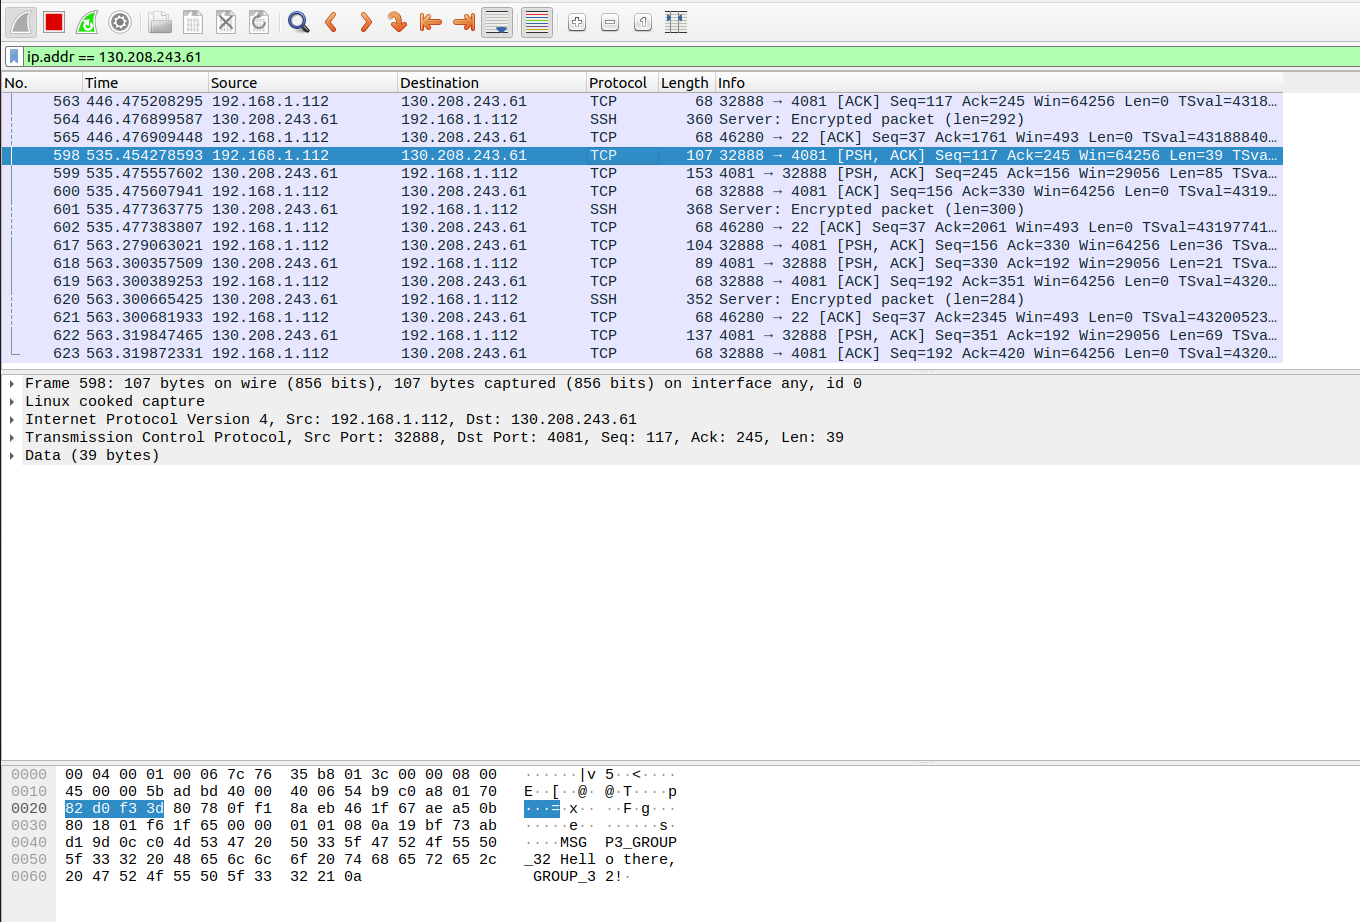 ip.addr == 130.208.243.61
No. Time Source Destination Protocol Length Info
563 446.475208295 192.168.1.112 130.208.243.61 TCP 68 32888 → 4081 [ACK] Seq=117 Ack=245 Win=64256 Len=0 TSval=4318…
564 446.476899587 130.208.243.61 192.168.1.112 SSH 360 Server: Encrypted packet (len=292)
565 446.476909448 192.168.1.112 130.208.243.61 TCP 68 46280 → 22 [ACK] Seq=37 Ack=1761 Win=493 Len=0 TSval=43188840…
598 535.454278593 192.168.1.112 130.208.243.61 TCP 107 32888 → 4081 [PSH, ACK] Seq=117 Ack=245 Win=64256 Len=39 TSva…
599 535.475557602 130.208.243.61 192.168.1.112 TCP 153 4081 → 32888 [PSH, ACK] Seq=245 Ack=156 Win=29056 Len=85 TSva…
600 535.475607941 192.168.1.112 130.208.243.61 TCP 68 32888 → 4081 [ACK] Seq=156 Ack=330 Win=64256 Len=0 TSval=4319…
601 535.477363775 130.208.243.61 192.168.1.112 SSH 368 Server: Encrypted packet (len=300)
602 535.477383807 192.168.1.112 130.208.243.61 TCP 68 46280 → 22 [ACK] Seq=37 Ack=2061 Win=493 Len=0 TSval=43197741…
617 563.279063021 192.168.1.112 130.208.243.61 TCP 104 32888 → 4081 [PSH, ACK] Seq=156 Ack=330 Win=64256 Len=36 TSva…
618 563.300357509 130.208.243.61 192.168.1.112 TCP 89 4081 → 32888 [PSH, ACK] Seq=330 Ack=192 Win=29056 Len=21 TSva…
619 563.300389253 192.168.1.112 130.208.243.61 TCP 68 32888 → 4081 [ACK] Seq=192 Ack=351 Win=64256 Len=0 TSval=4320…
620 563.300665425 130.208.243.61 192.168.1.112 SSH 352 Server: Encrypted packet (len=284)
621 563.300681933 192.168.1.112 130.208.243.61 TCP 68 46280 → 22 [ACK] Seq=37 Ack=2345 Win=493 Len=0 TSval=43200523…
622 563.319847465 130.208.243.61 192.168.1.112 TCP 137 4081 → 32888 [PSH, ACK] Seq=351 Ack=192 Win=29056 Len=69 TSva…
623 563.319872331 192.168.1.112 130.208.243.61 TCP 68 32888 → 4081 [ACK] Seq=192 Ack=420 Win=64256 Len=0 TSval=4320…
Frame 598: 107 bytes on wire (856 bits), 107 bytes captured (856 bits) on interface any, id 0
Linux cooked capture
Internet Protocol Version 4, Src: 192.168.1.112, Dst: 130.208.243.61
Transmission Control Protocol, Src Port: 32888, Dst Port: 4081, Seq: 117, Ack: 245, Len: 39
Data (39 bytes)
0000 00 04 00 01 00 06 7c 76 35 b8 01 3c 00 00 08 00 ······|v 5··<····
0010 45 00 00 5b ad bd 40 00 40 06 54 b9 c0 a8 01 70 E··[··@· @·T····p
0020 82 d0 f3 3d 80 78 0f f1 8a eb 46 1f 67 ae a5 0b ···=·x·· ··F·g···
0030 80 18 01 f6 1f 65 00 00 01 01 08 0a 19 bf 73 ab ·····e·· ······s·
0040 d1 9d 0c c0 4d 53 47 20 50 33 5f 47 52 4f 55 50 ····MSG P3_GROUP
0050 5f 33 32 20 48 65 6c 6c 6f 20 74 68 65 72 65 2c _32 Hell o there,
0060 20 47 52 4f 55 50 5f 33 32 21 0a GROUP_3 2!·